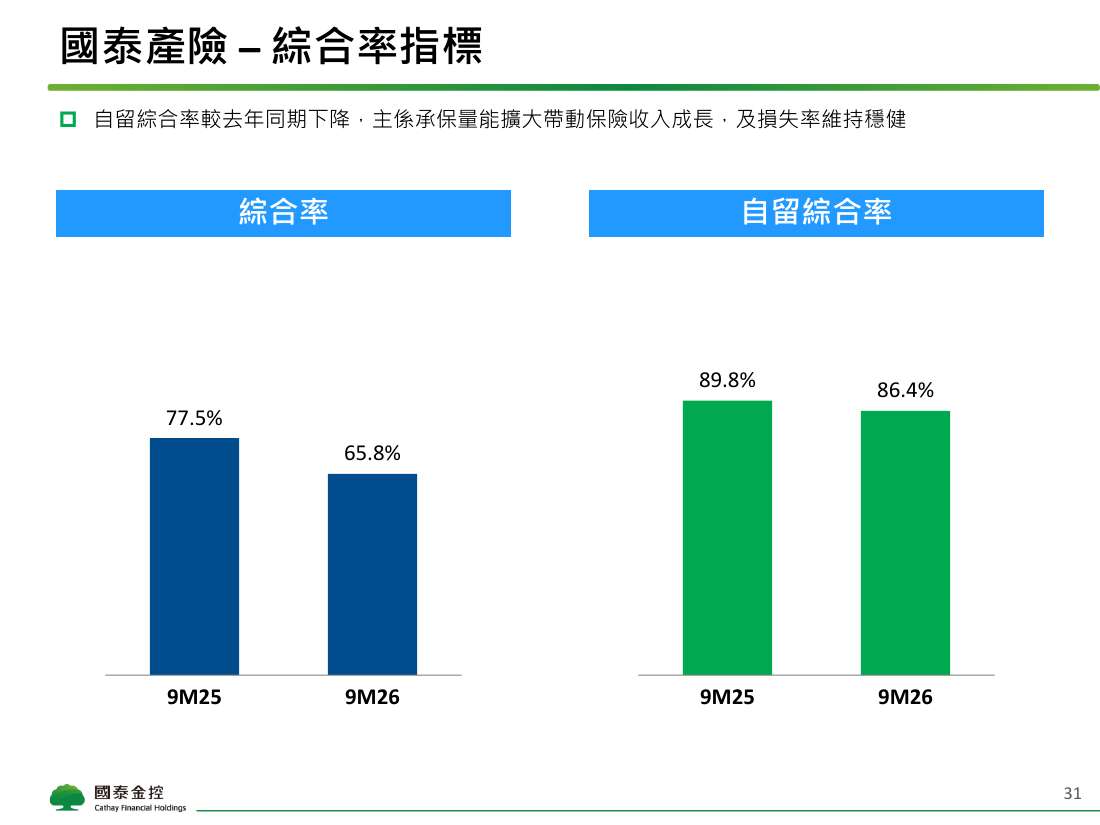 國泰產險 – 綜合率指標
自留綜合率較去年同期下降，主係承保量能擴大帶動保險收入成長，及損失率維持穩健
綜合率
自留綜合率
77.5%
65.8%
9M25
9M26
89.8%
86.4%
9M25
9M26
國泰金控
Cathay Financial Holdings
31